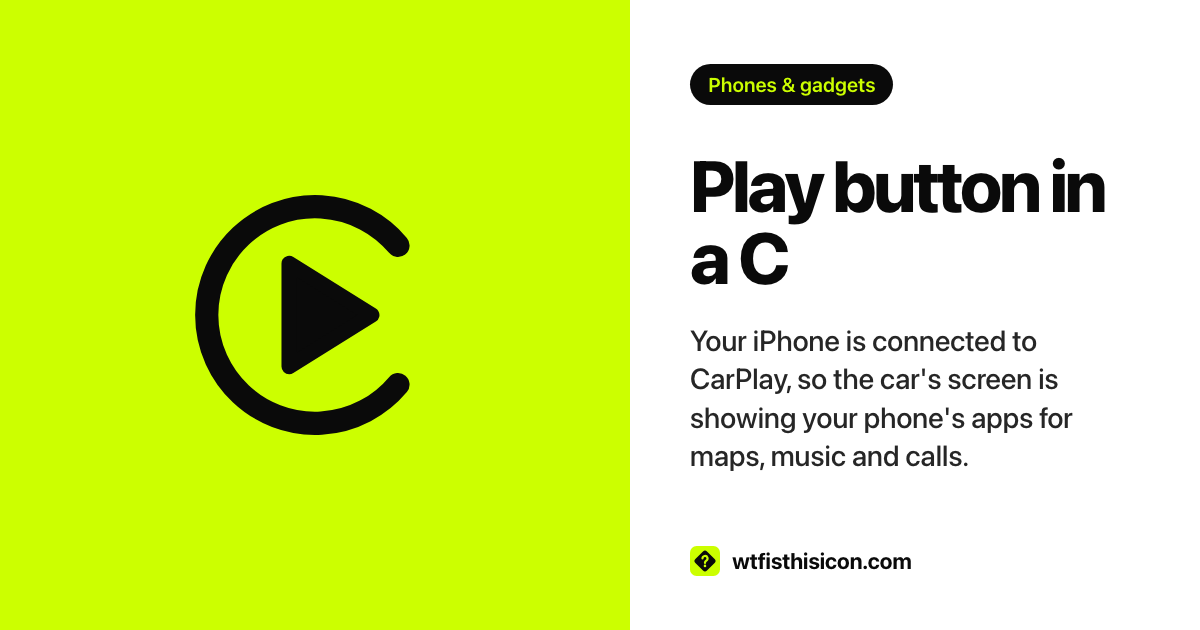 Phones & gadgets
Play button in
a C
Your iPhone is connected to
CarPlay, so the car's screen is
showing your phone's apps for
maps, music and calls.
?
wtfisthisicon.com